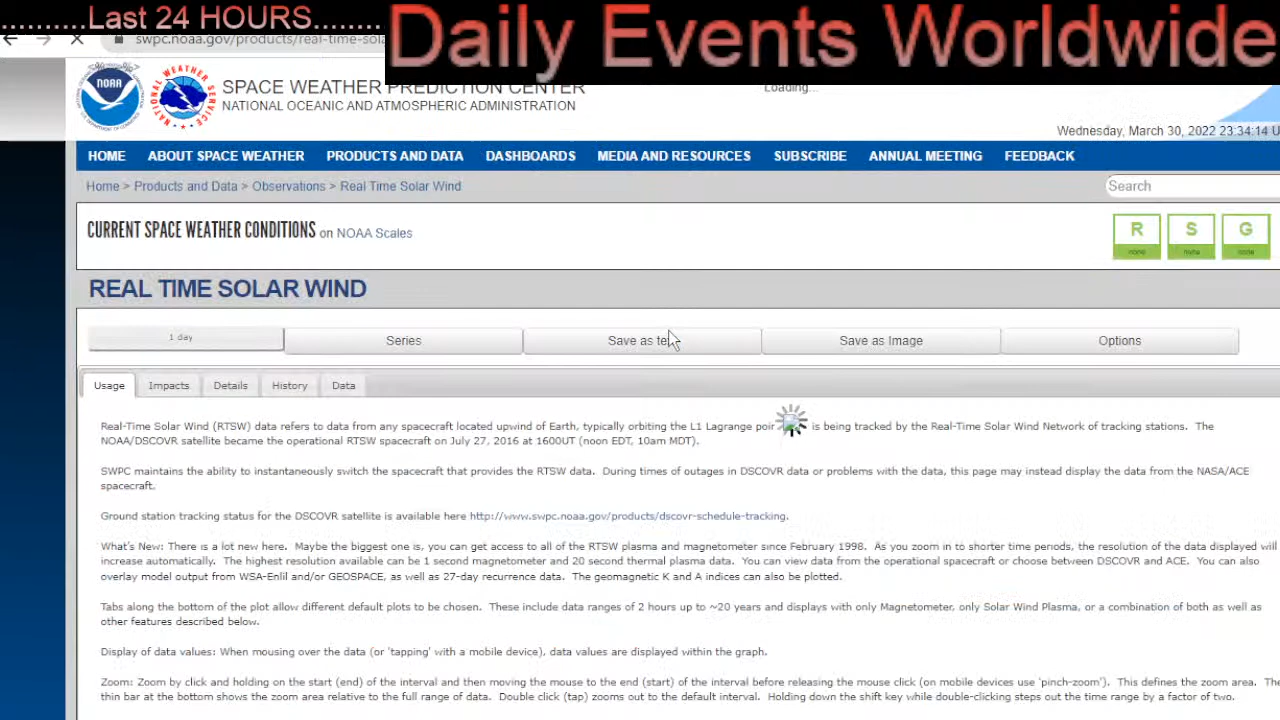 .........Last 24 HOURS........
Daily Events Worldwide
swpc.noaa.gov/products/real-time-sola
NOAA
SPACE WEATHER PREDICTION CENTER
NATIONAL OCEANIC AND ATMOSPHERIC ADMINISTRATION
Loading...
Wednesday, March 30, 2022 23:34:14 U
HOME ABOUT SPACE WEATHER PRODUCTS AND DATA DASHBOARDS MEDIA AND RESOURCES SUBSCRIBE ANNUAL MEETING FEEDBACK
Home > Products and Data > Observations > Real Time Solar Wind
Search
CURRENT SPACE WEATHER CONDITIONS on NOAA Scales
R S G
none none none
REAL TIME SOLAR WIND
1 day Series Save as te Save as Image Options
Usage Impacts Details History Data
Real-Time Solar Wind (RTSW) data refers to data from any spacecraft located upwind of Earth, typically orbiting the L1 Lagrange poir is being tracked by the Real-Time Solar Wind Network of tracking stations. The
NOAA/DSCOVR satellite became the operational RTSW spacecraft on July 27, 2016 at 1600UT (noon EDT, 10am MDT).
SWPC maintains the ability to instantaneously switch the spacecraft that provides the RTSW data. During times of outages in DSCOVR data or problems with the data, this page may instead display the data from the NASA/ACE
spacecraft.
Ground station tracking status for the DSCOVR satellite is available here http://www.swpc.noaa.gov/products/dscovr-schedule-tracking.
What's New: There is a lot new here. Maybe the biggest one is, you can get access to all of the RTSW plasma and magnetometer since February 1998. As you zoom in to shorter time periods, the resolution of the data displayed will
increase automatically. The highest resolution available can be 1 second magnetometer and 20 second thermal plasma data. You can view data from the operational spacecraft or choose between DSCOVR and ACE. You can also
overlay model output from WSA-Enlil and/or GEOSPACE, as well as 27-day recurrence data. The geomagnetic K and A indices can also be plotted.
Tabs along the bottom of the plot allow different default plots to be chosen. These include data ranges of 2 hours up to ~20 years and displays with only Magnetometer, only Solar Wind Plasma, or a combination of both as well as
other features described below.
Display of data values: When mousing over the data (or 'tapping' with a mobile device), data values are displayed within the graph.
Zoom: Zoom by click and holding on the start (end) of the interval and then moving the mouse to the end (start) of the interval before releasing the mouse click (on mobile devices use 'pinch-zoom'). This defines the zoom area. The
thin bar at the bottom shows the zoom area relative to the full range of data. Double click (tap) zooms out to the default interval. Holding down the shift key while double-clicking steps out the time range by a factor of two.